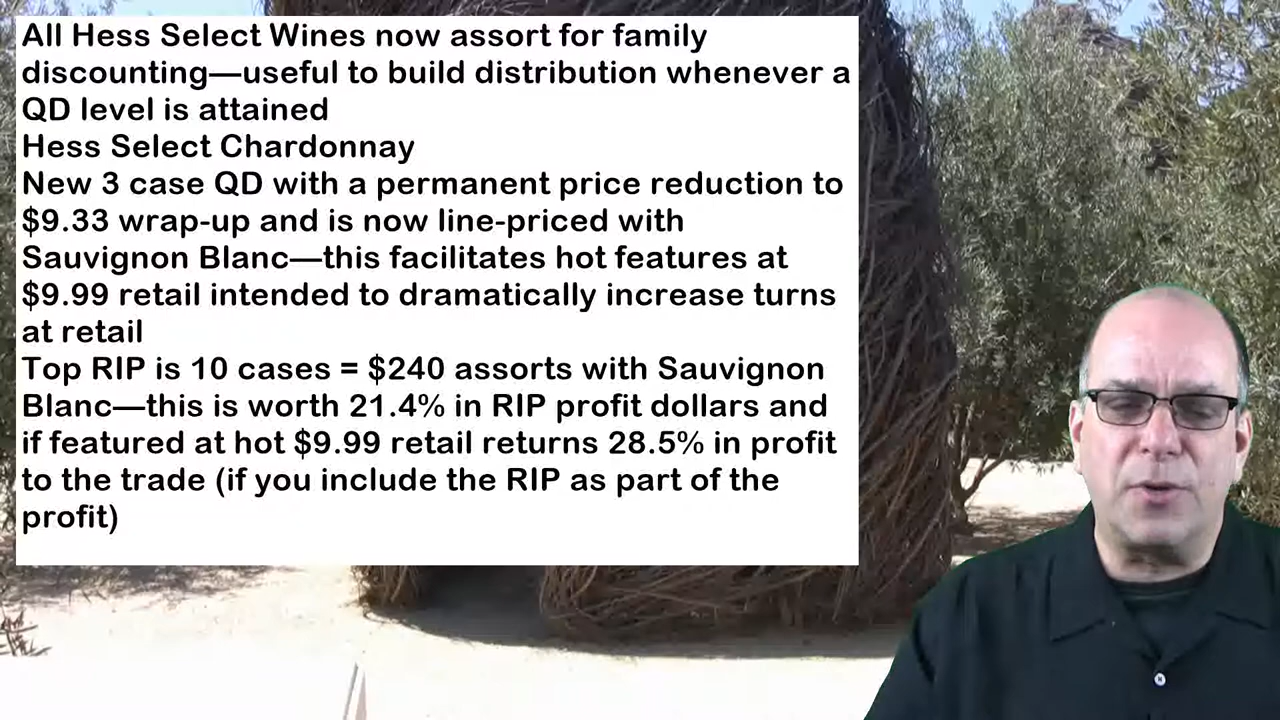 All Hess Select Wines now assort for family
discounting—useful to build distribution whenever a
QD level is attained
Hess Select Chardonnay
New 3 case QD with a permanent price reduction to
$9.33 wrap-up and is now line-priced with
Sauvignon Blanc—this facilitates hot features at
$9.99 retail intended to dramatically increase turns
at retail
Top RIP is 10 cases = $240 assorts with Sauvignon
Blanc—this is worth 21.4% in RIP profit dollars and
if featured at hot $9.99 retail returns 28.5% in profit
to the trade (if you include the RIP as part of the
profit)